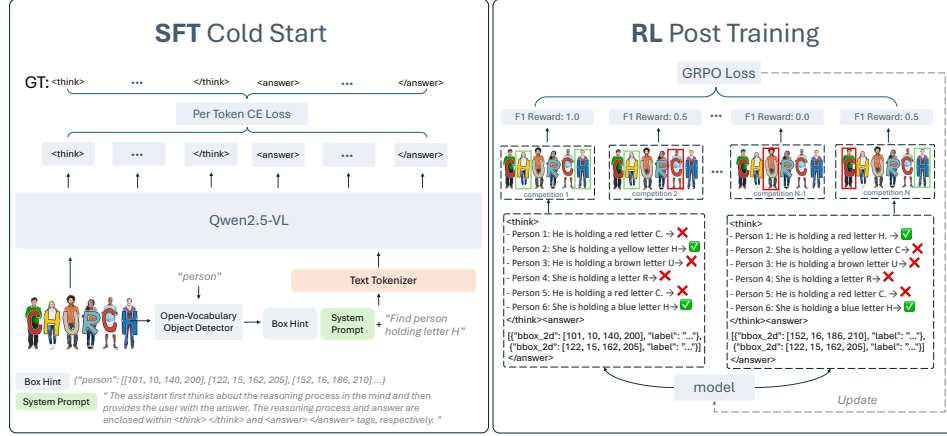 SFT Cold Start
GT: <think> ... </think> <answer> ... </answer>
Per Token CE Loss
<think> ... </think> <answer> ... </answer>
Qwen2.5-VL
"person"
Text Tokenizer
CHURCH
Open-Vocabulary
Object Detector
Box Hint
System
Prompt
+
"Find person
holding letter H"
Box Hint {"person": [[101, 10, 140, 200], [122, 15, 162, 205], [152, 16, 186, 210] ...}
System Prompt " The assistant first thinks about the reasoning process in the mind and then
provides the user with the answer. The reasoning process and answer are
enclosed within <think> </think> and <answer> </answer> tags, respectively. "
RL Post Training
GRPO Loss
F1 Reward: 1.0 F1 Reward: 0.5 ... F1 Reward: 0.0 F1 Reward: 0.5
CHURCH CHURCH ... CHURCH CHURCH
competition 1 competition 2 competition N-1 competition N
<think>
- Person 1: He is holding a red letter C. → ❌
- Person 2: She is holding a yellow letter H→ ✅
- Person 3: He is holding a brown letter U→ ❌
- Person 4: She is holding a letter R→ ❌
- Person 5: He is holding a red letter C. → ❌
- Person 6: She is holding a blue letter H→ ✅
</think><answer>
[{"bbox_2d": [101, 10, 140, 200], "label": "..."},
{"bbox_2d": [122, 15, 162, 205], "label": "..."}]
</answer>
<think>
- Person 1: He is holding a red letter H. → ✅
- Person 2: She is holding a yellow letter C→ ❌
- Person 3: He is holding a brown letter U→ ❌
- Person 4: She is holding a letter R→ ❌
- Person 5: He is holding a red letter C. → ❌
- Person 6: She is holding a blue letter H→ ✅
</think><answer>
[{"bbox_2d": [152, 16, 186, 210], "label": "..."},
{"bbox_2d": [122, 15, 162, 205], "label": "..."}]
</answer>
model
Update